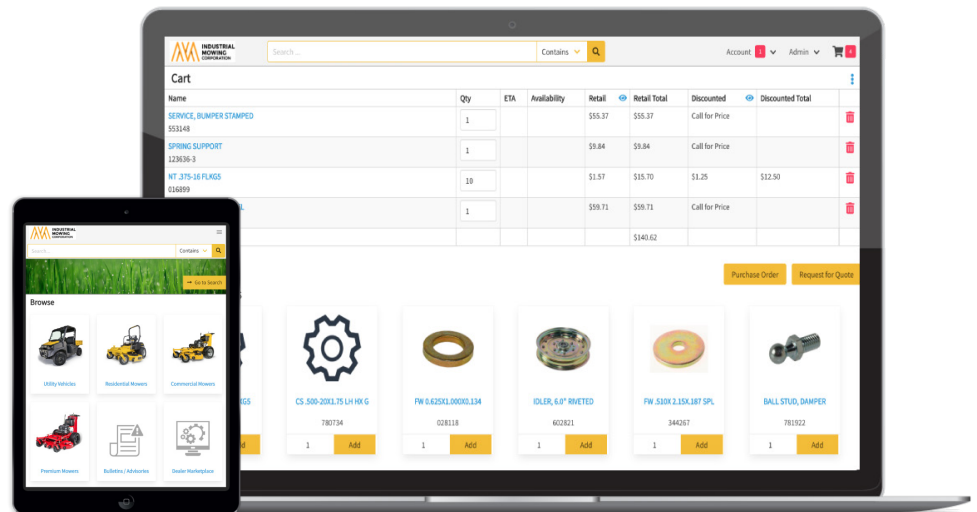 INDUSTRIAL
MOWING
CORPORATION
Search...
Contains
Account 1
Admin
4
Cart
Name Qty ETA Availability Retail Retail Total Discounted Discounted Total
SERVICE, BUMPER STAMPED 1 $55.37 $55.37 Call for Price
553148
SPRING SUPPORT 1 $9.84 $9.84 Call for Price
123636-3
NT .375-16 FLKG5 10 $1.57 $15.70 $1.25 $12.50
016899
L 1 $59.71 $59.71 Call for Price
$140.62
Purchase Order Request for Quote
KG5 CS .500-20X1.75 LH HX G FW 0.625X1.000X0.134 IDLER, 6.0" RIVETED FW .510X 2.15X.187 SPL BALL STUD, DAMPER
780734 028118 602821 344267 781922
dd 1 Add 1 Add 1 Add 1 Add 1 Add
INDUSTRIAL
MOWING
CORPORATION
Search...
Contains
Go to Search
Browse
Utility Vehicles Residential Mowers Commercial Mowers
Premium Mowers Bulletins / Advisories Dealer Marketplace